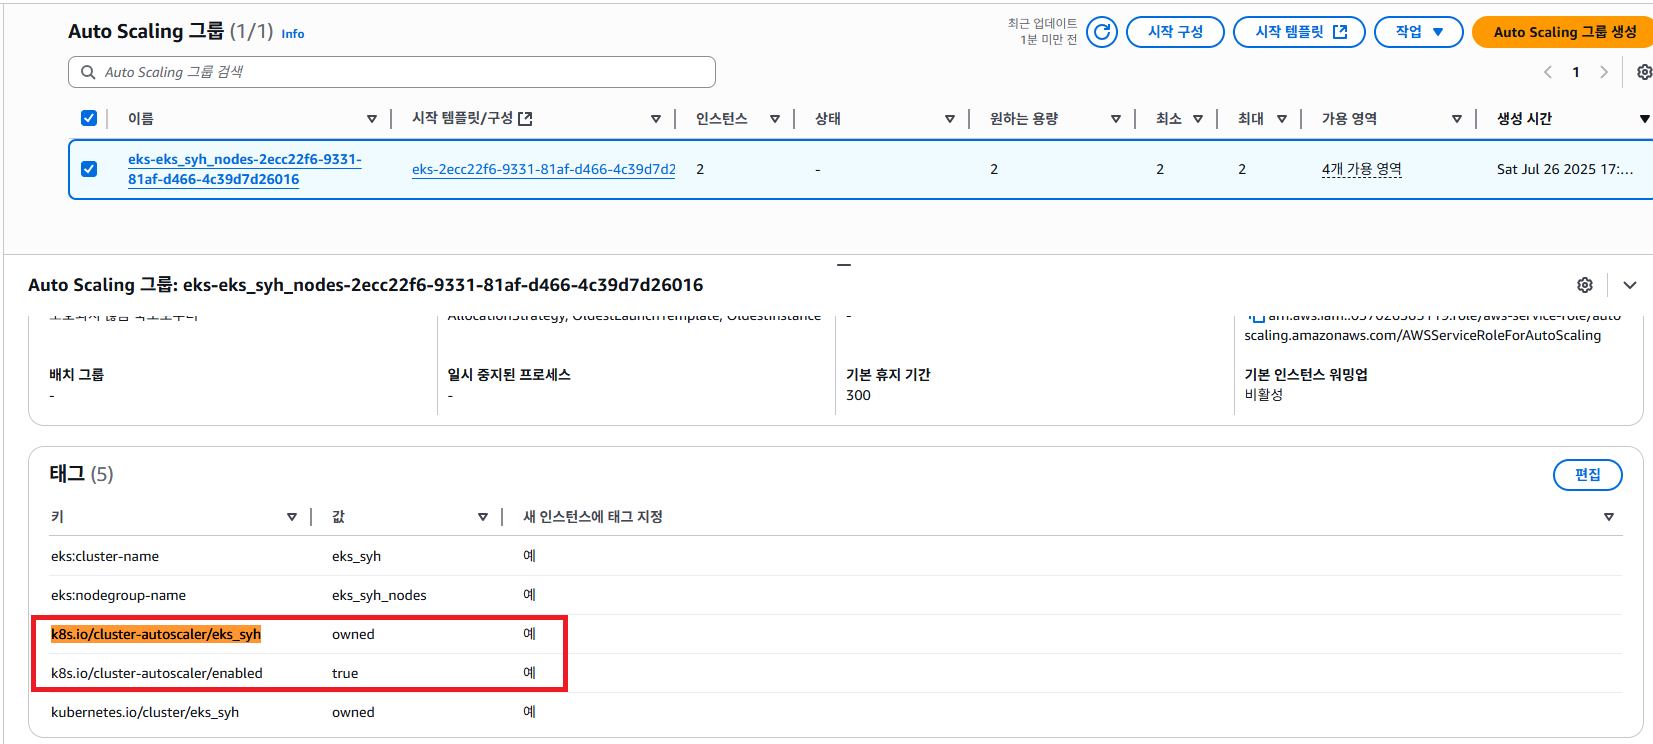 Auto Scaling 그룹 (1/1) Info
최근 업데이트
1분 미만 전
시작 구성
시작 템플릿
작업
Auto Scaling 그룹 생성
Auto Scaling 그룹 검색
1
이름 시작 템플릿/구성 인스턴스 상태 원하는 용량 최소 최대 가용 영역 생성 시간
eks-eks_syh_nodes-2ecc22f6-9331-
81af-d466-4c39d7d26016
eks-2ecc22f6-9331-81af-d466-4c39d7d2 2 - 2 2 2 4개 가용 영역 Sat Jul 26 2025 17:...
Auto Scaling 그룹: eks-eks_syh_nodes-2ecc22f6-9331-81af-d466-4c39d7d26016
AllocationStrategy, OldestLaunchTemplate, OldestInstance
-
scaling.amazonaws.com/AWSServiceRoleForAutoScaling
배치 그룹 일시 중지된 프로세스 기본 휴지 기간 기본 인스턴스 워밍업
- - 300 비활성
태그 (5)
편집
키 값 새 인스턴스에 태그 지정
eks:cluster-name eks_syh 예
eks:nodegroup-name eks_syh_nodes 예
k8s.io/cluster-autoscaler/eks_syh owned 예
k8s.io/cluster-autoscaler/enabled true 예
kubernetes.io/cluster/eks_syh owned 예